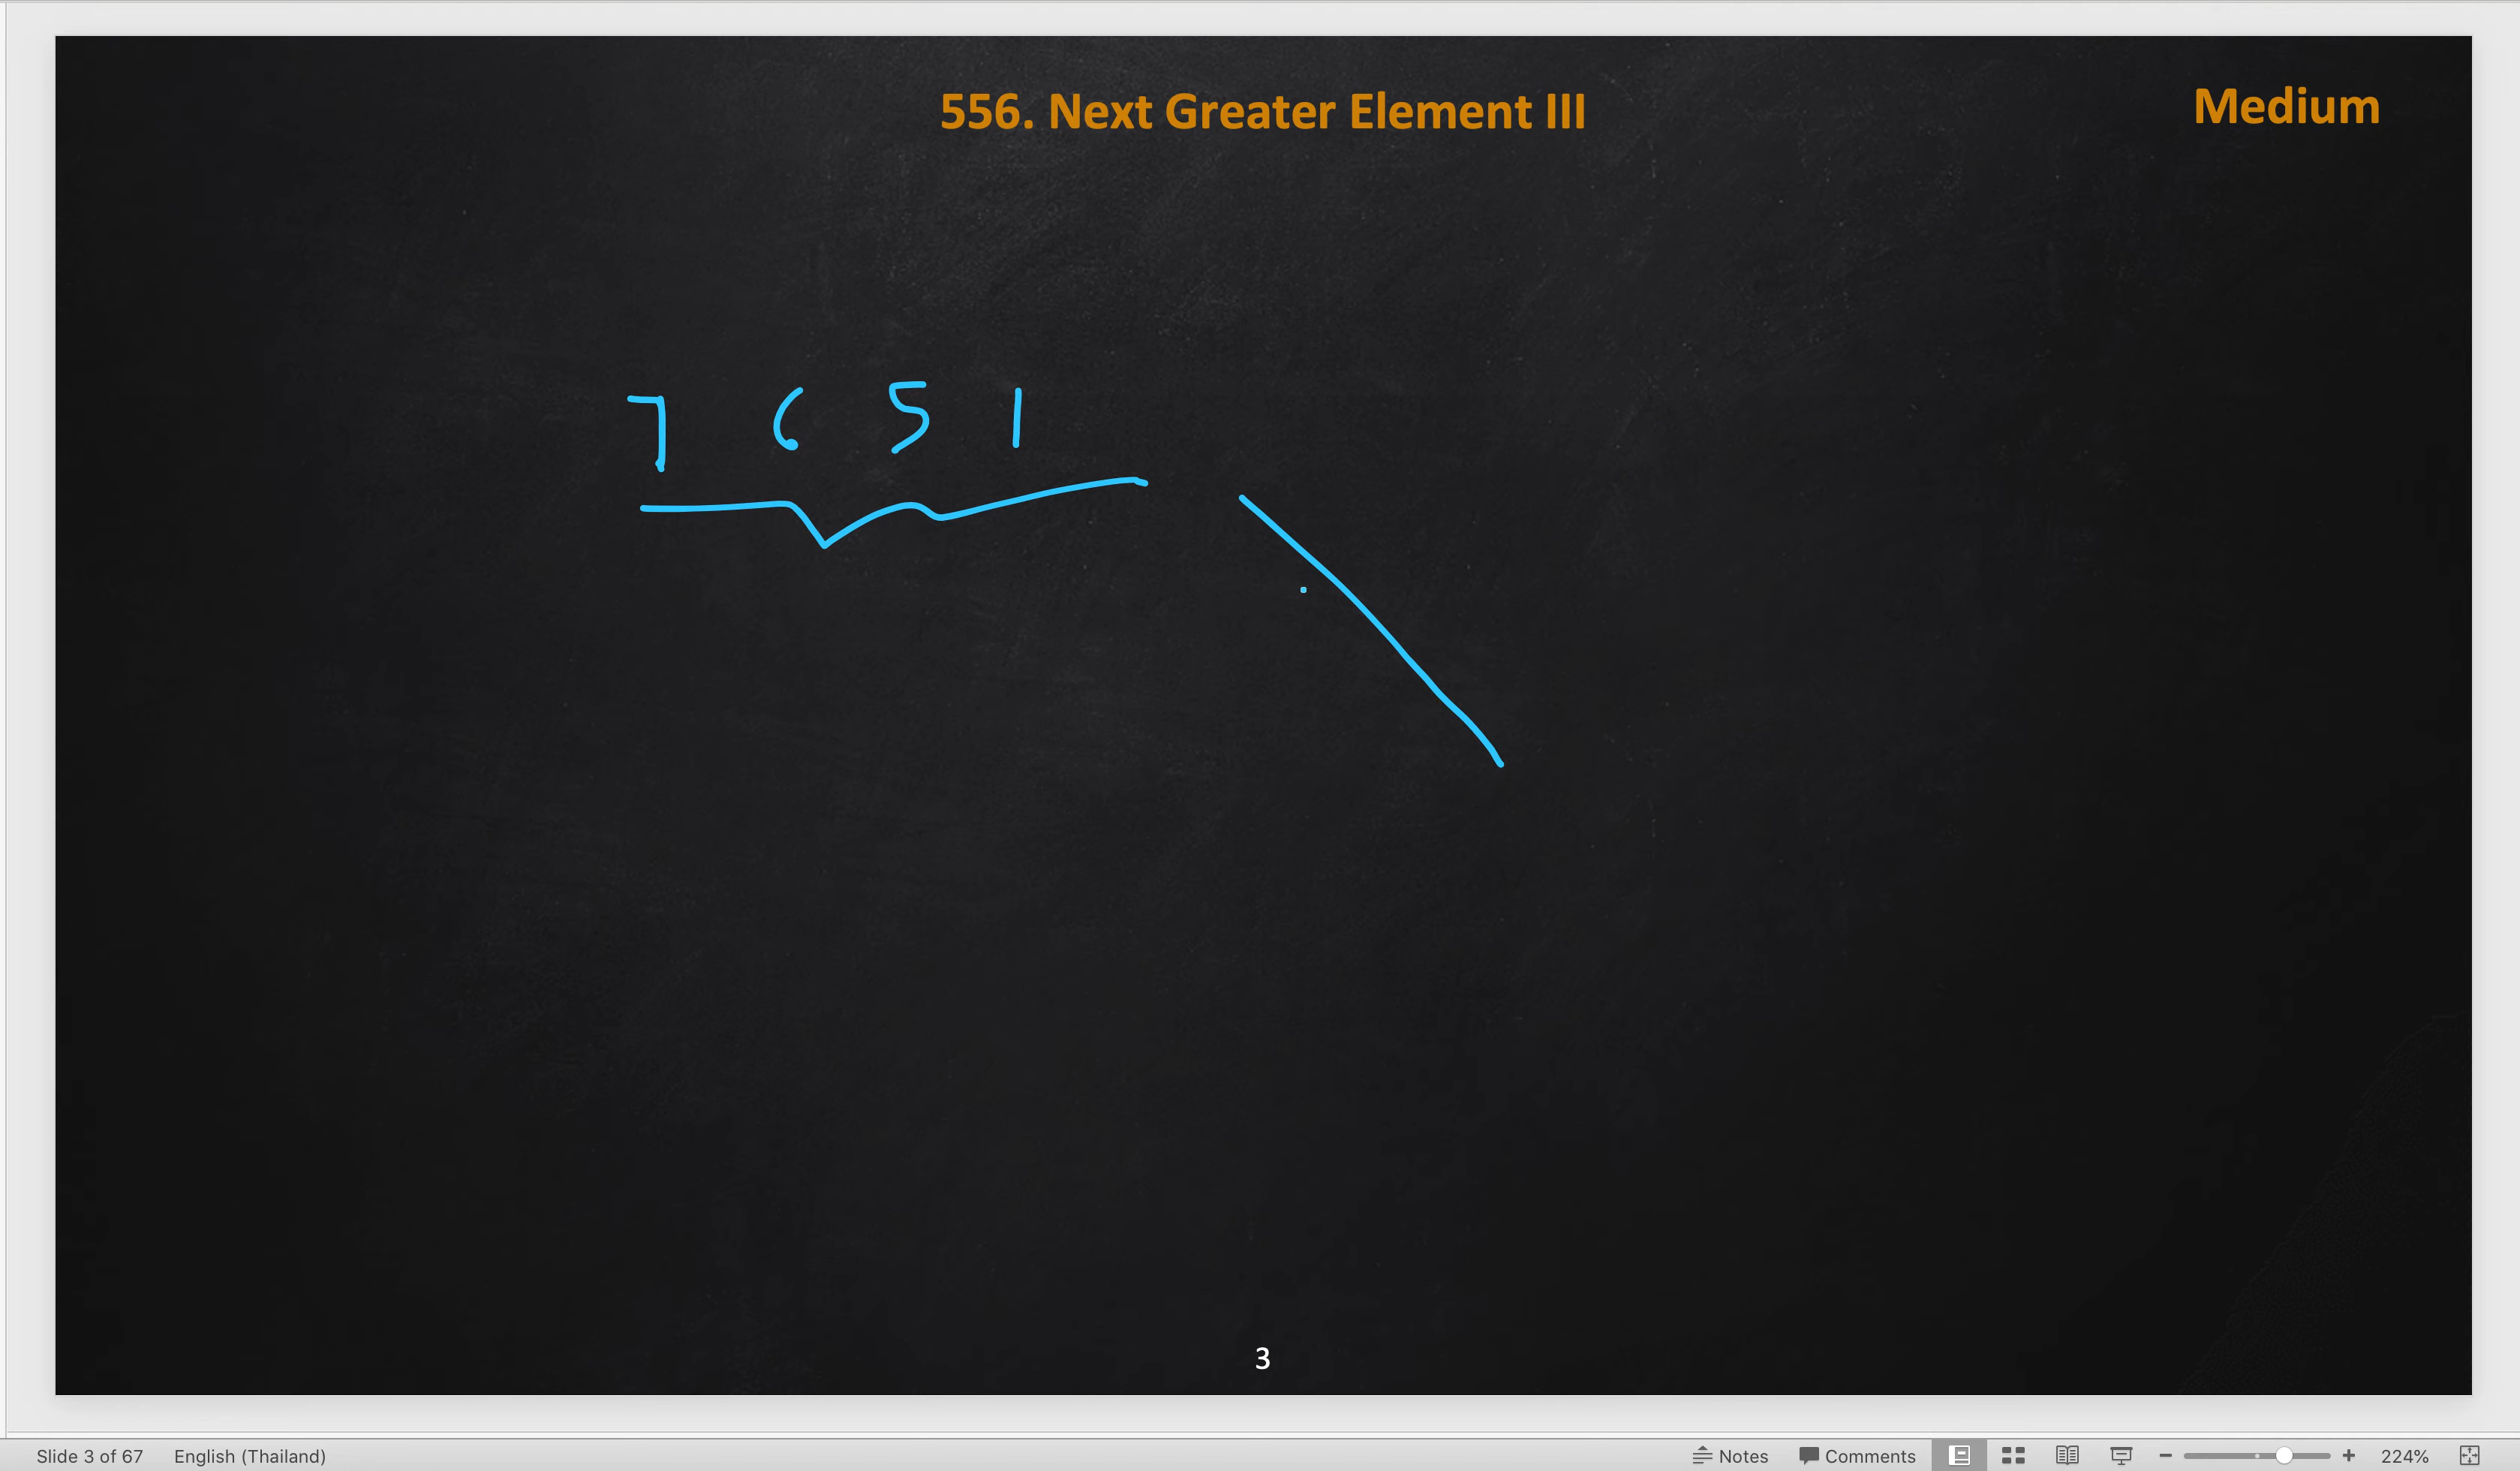 556. Next Greater Element III
Medium
7 6 5 1
3
Slide 3 of 67 English (Thailand) Notes Comments 224%